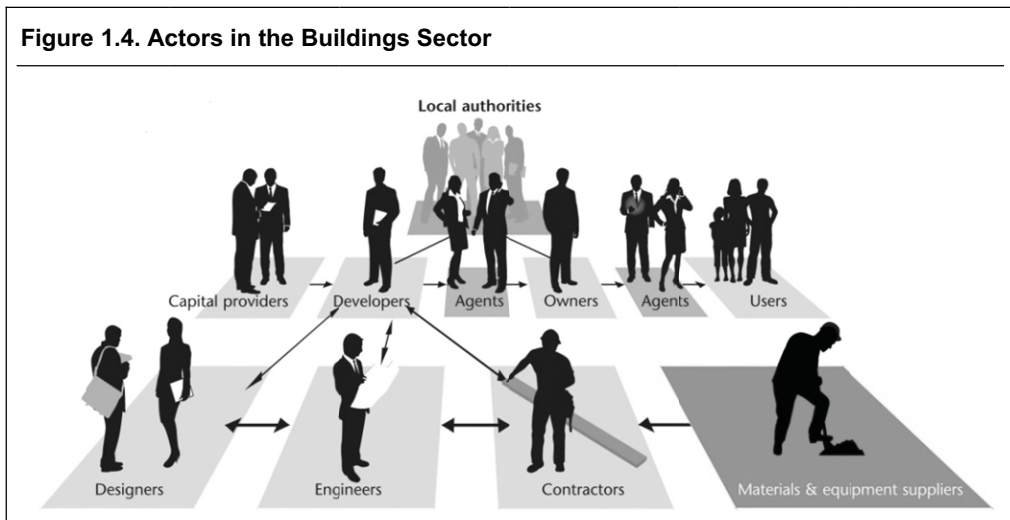 Figure 1.4. Actors in the Buildings Sector
Local authorities
Capital providers
Developers
Agents
Owners
Agents
Users
Designers
Engineers
Contractors
Materials & equipment suppliers